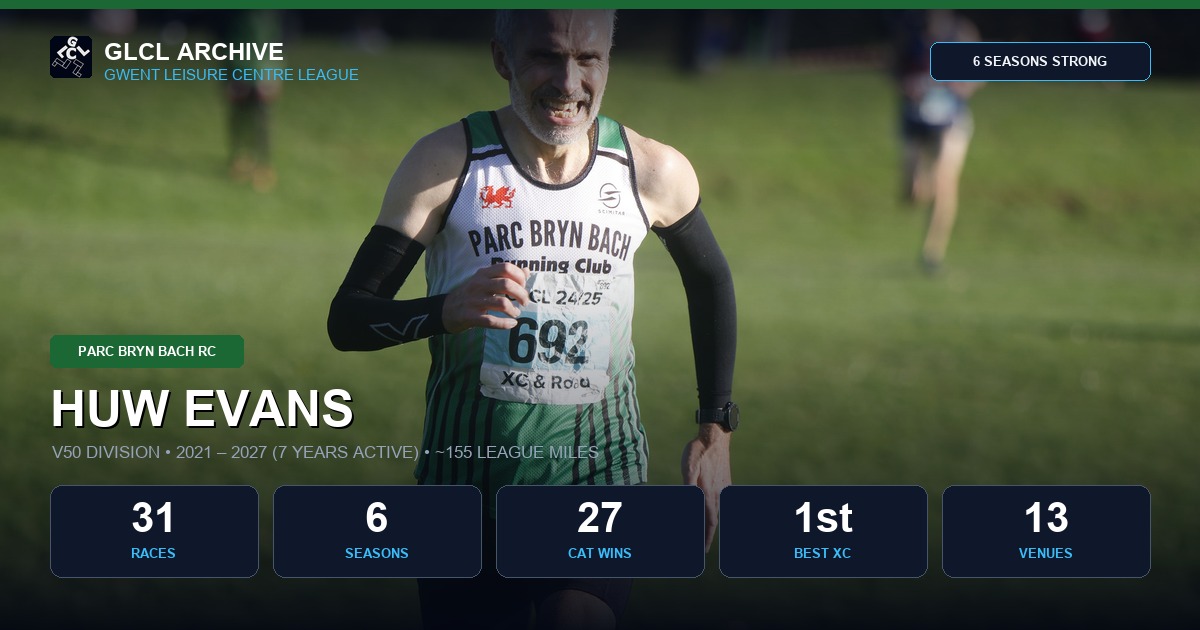 GLCL ARCHIVE
GWENT LEISURE CENTRE LEAGUE
6 SEASONS STRONG
SCIMITAR
PARC BRYN BACH
Running Club
CL 24/25
692
XC & Road
PARC BRYN BACH RC
HUW EVANS
V50 DIVISION • 2021 – 2027 (7 YEARS ACTIVE) • ~155 LEAGUE MILES
31
RACES
6
SEASONS
27
CAT WINS
1st
BEST XC
13
VENUES